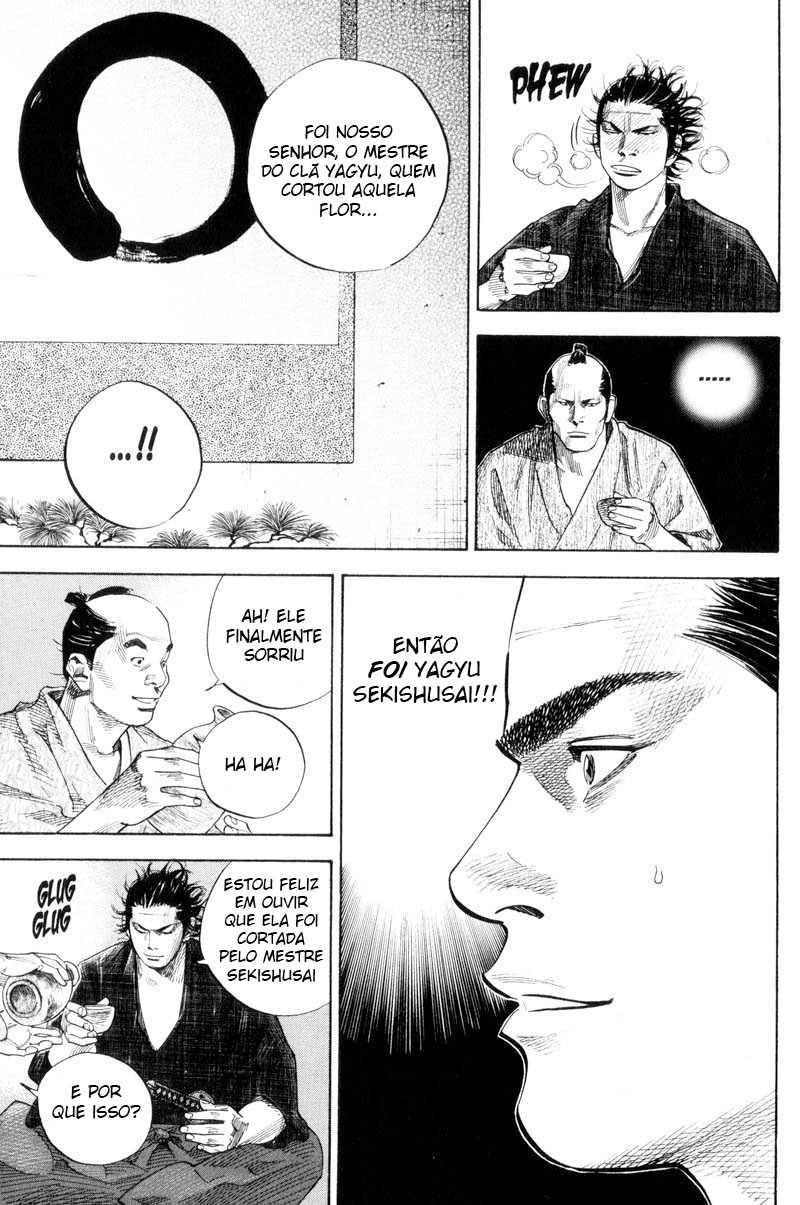 PHEW
.....
FOI NOSSO
SENHOR, O MESTRE
DO CLÃ YAGYU, QUEM
CORTOU AQUELA
FLOR...
...!!
ENTÃO
FOI YAGYU
SEKISHUSAI!!!
AH! ELE
FINALMENTE
SORRIU
HA HA!
GLUG
GLUG
ESTOU FELIZ
EM OUVIR
QUE ELA FOI
CORTADA
PELO MESTRE
SEKISHUSAI
E POR
QUE ISSO?